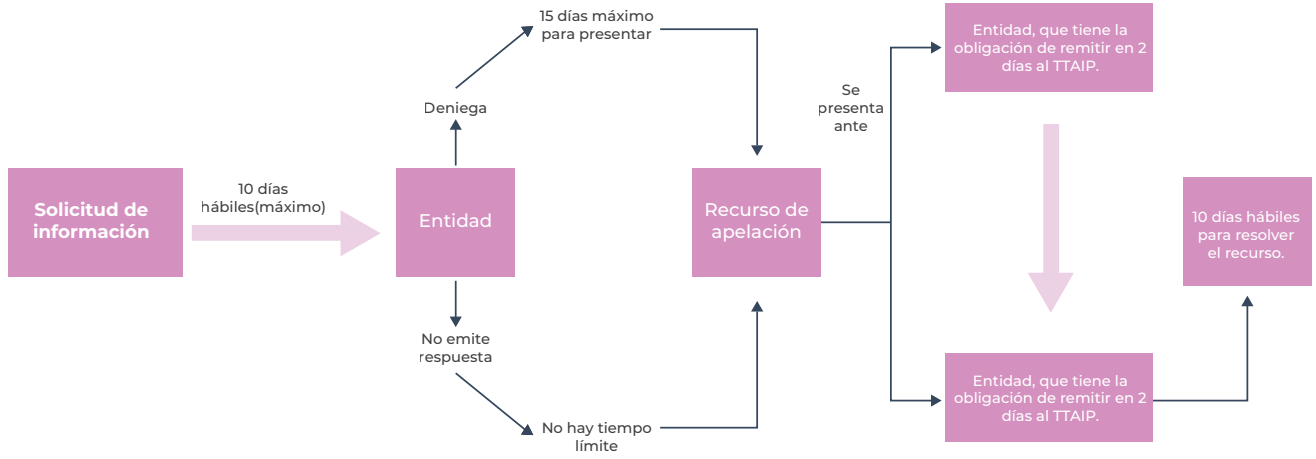 Solicitud de
información
10 días
hábiles(máximo)
Entidad
Deniega
15 días máximo
para presentar
No emite
respuesta
No hay tiempo
límite
Recurso de
apelación
Se
presenta
ante
Entidad, que tiene la
obligación de remitir en 2
días al TTAIP.
Entidad, que tiene la
obligación de remitir en 2
días al TTAIP.
10 días hábiles
para resolver
el recurso.